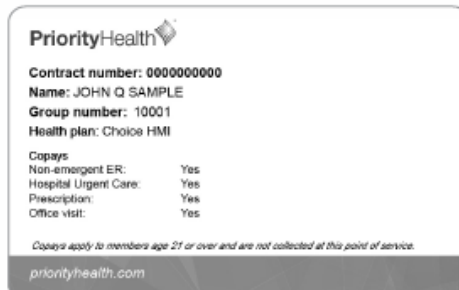 PriorityHealth
Contract number: 0000000000
Name: JOHN Q SAMPLE
Group number: 10001
Health plan: Choice HMI
Copays
Non-emergent ER: Yes
Hospital Urgent Care: Yes
Prescription: Yes
Office visit: Yes
Copays apply to members age 21 or over and are not collected at this point of service.
priorityhealth.com